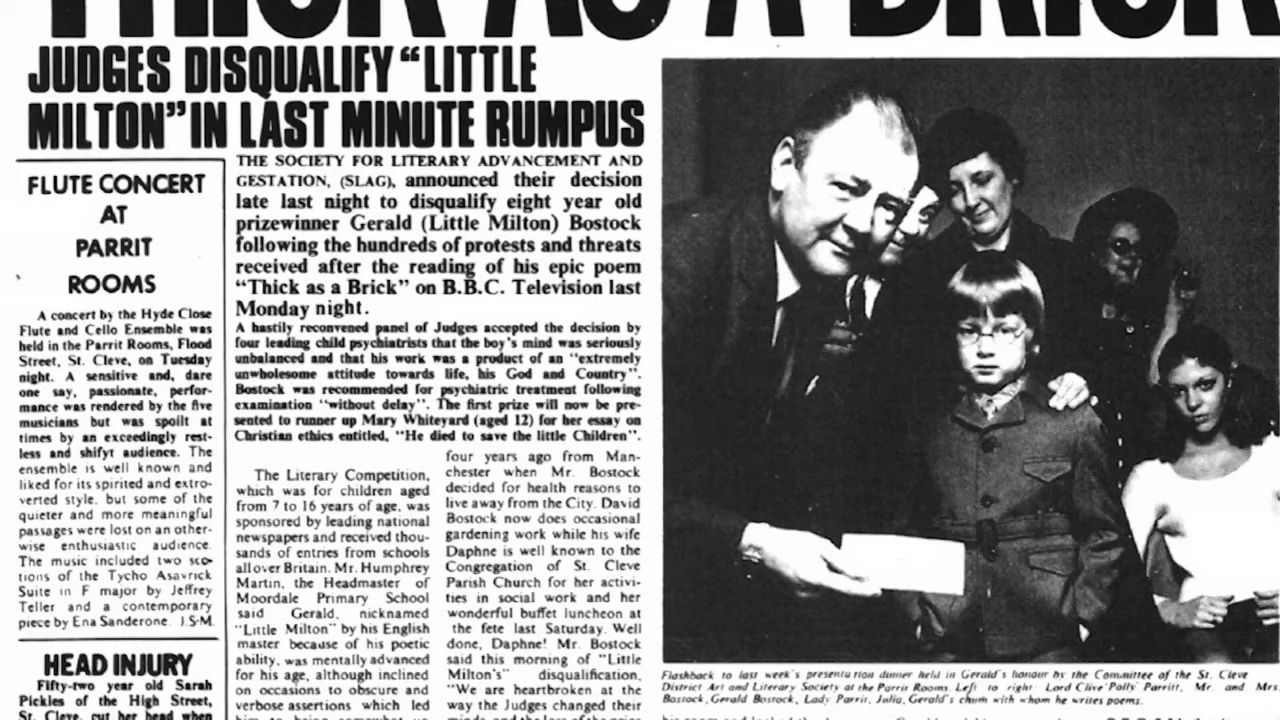 THICK AS A BRICK
JUDGES DISQUALIFY “LITTLE
MILTON” IN LAST MINUTE RUMPUS
FLUTE CONCERT
AT
PARRIT
ROOMS
A concert by the Hyde Close
Flute and Cello Ensemble was
held in the Parrit Rooms, Flood
Street, St. Cleve, on Tuesday
night. A sensitive and, dare
one say, passionate, perfor-
mance was rendered by the five
musicians but was spoilt at
times by an exceedingly rest-
less and shifyt audience. The
ensemble is well known and
liked for its spirited and extro-
verted style, but some of the
quieter and more meaningful
passages were lost on an other-
wise enthusiastic audience.
The music included two sec-
tions of the Tycho Asavrick
Suite in F major by Jeffrey
Teller and a contemporary
piece by Ena Sanderone. J.S-M.
HEAD INJURY
Fifty-two year old Sarah
Pickles of the High Street,
St. Cleve, cut her head when
THE SOCIETY FOR LITERARY ADVANCEMENT AND
GESTATION, (SLAG), announced their decision
late last night to disqualify eight year old
prizewinner Gerald (Little Milton) Bostock
following the hundreds of protests and threats
received after the reading of his epic poem
“Thick as a Brick” on B.B.C. Television last
Monday night.
A hastily reconvened panel of Judges accepted the decision by
four leading child psychiatrists that the boy’s mind was seriously
unbalanced and that his work was a product of an “extremely
unwholesome attitude towards life, his God and Country”.
Bostock was recommended for psychiatric treatment following
examination “without delay”. The first prize will now be pre-
sented to runner up Mary Whiteyard (aged 12) for her essay on
Christian ethics entitled, “He died to save the little Children”.
The Literary Competition,
which was for children aged
from 7 to 16 years of age, was
sponsored by leading national
newspapers and received thou-
sands of entries from schools
all over Britain. Mr. Humphrey
Martin, the Headmaster of
Moordale Primary School
said Gerald, nicknamed
“Little Milton” by his English
master because of his poetic
ability, was mentally advanced
for his age, although inclined
on occasions to obscure and
verbose assertions which led
four years ago from Man-
chester when Mr. Bostock
decided for health reasons to
live away from the City. David
Bostock now does occasional
gardening work while his wife
Daphne is well known to the
Congregation of St. Cleve
Parish Church for her activi-
ties in social work and her
wonderful buffet luncheon at
the fete last Saturday. Well
done, Daphne! Mr. Bostock
said this morning of “Little
Milton’s” disqualification,
“We are heartbroken at the
way the Judges changed their
Flashback to last week’s presentation dinner held in Gerald’s honour by the Committee of the St. Cleve
District Art and Literary Society at the Parrit Rooms. Left to right: Lord Clive ‘Polly’ Parritt, Mr. and Mrs.
Bostock, Gerald Bostock, Lady Parrit, Julia, Gerald’s chum with whom he writes poems.